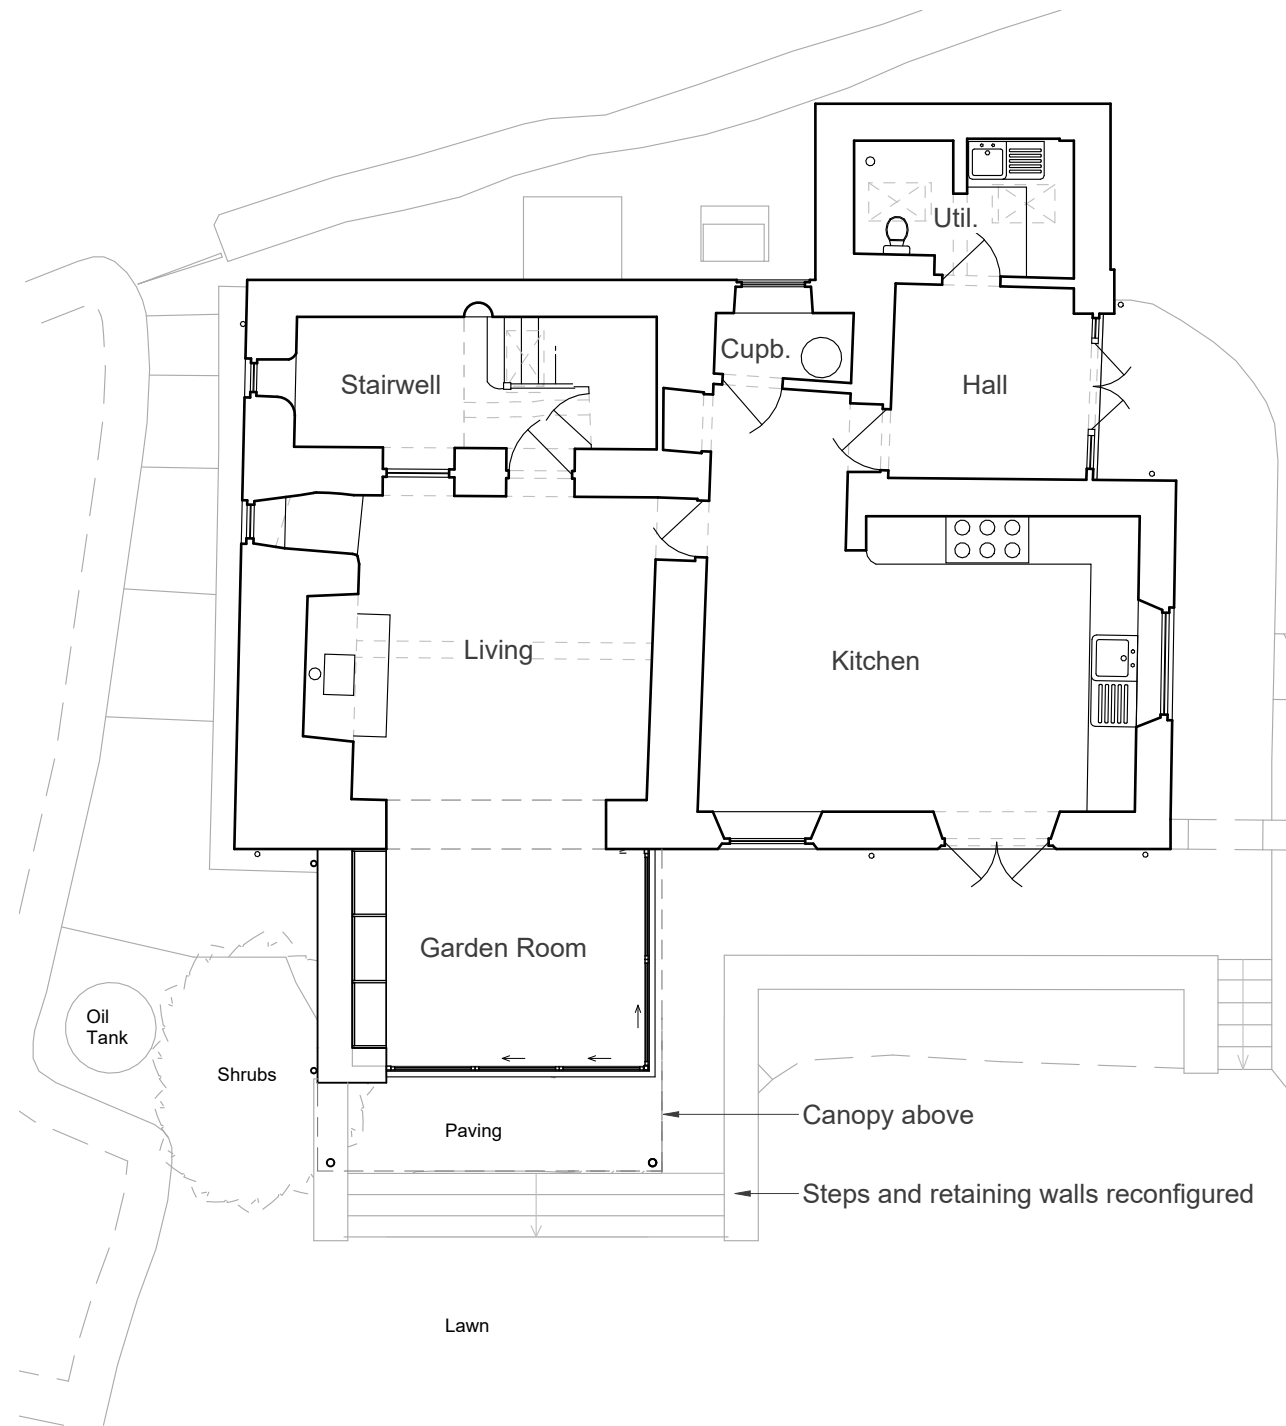 Util.
Cupb.
Stairwell
Hall
Living
Kitchen
Garden Room
Oil
Tank
Shrubs
Canopy above
Paving
Steps and retaining walls reconfigured
Lawn